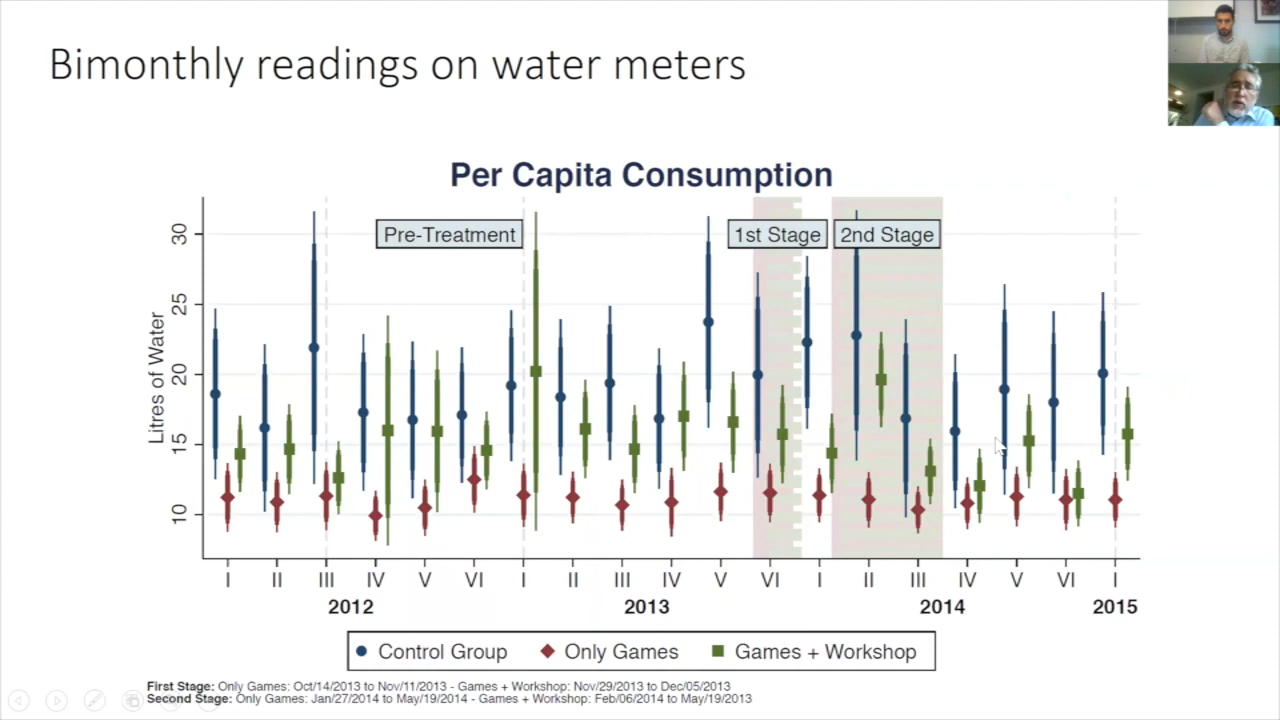 Bimonthly readings on water meters
Per Capita Consumption
Pre-Treatment
1st Stage
2nd Stage
Litres of Water
30
25
20
15
10
I II III IV V VI I II III IV V VI I II III IV V VI I
2012 2013 2014 2015
Control Group Only Games Games + Workshop
First Stage: Only Games: Oct/14/2013 to Nov/11/2013 - Games + Workshop: Nov/29/2013 to Dec/05/2013
Second Stage: Only Games: Jan/27/2014 to May/19/2014 - Games + Workshop: Feb/06/2014 to May/19/2013